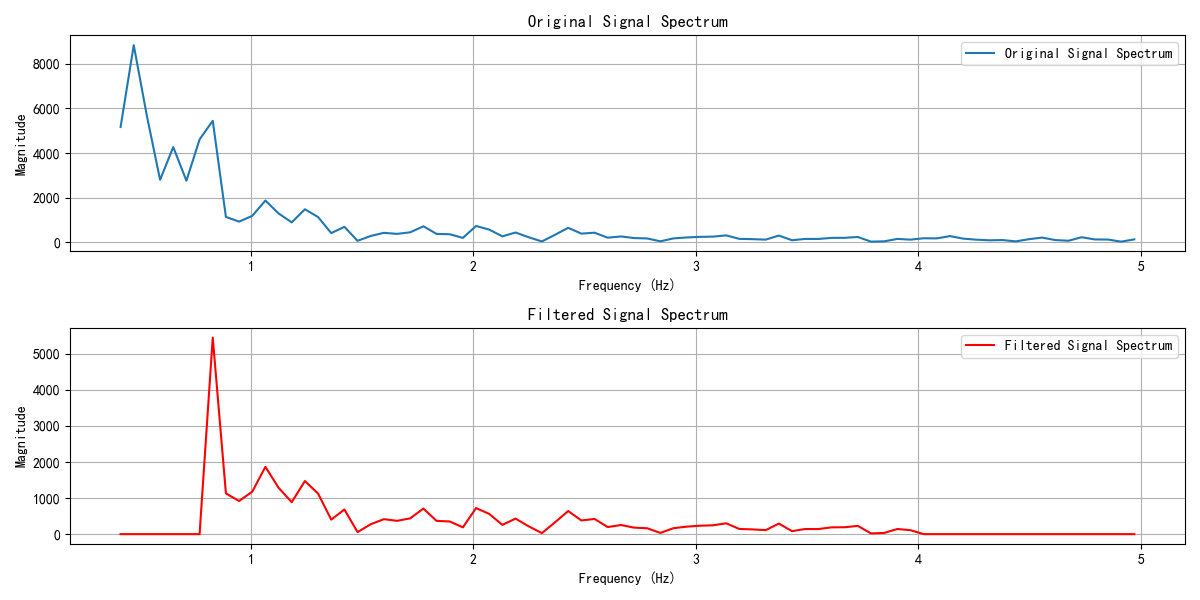 Original Signal Spectrum
Original Signal Spectrum
8000
6000
4000
2000
0
Magnitude
1 2 3 4 5
Frequency (Hz)
Filtered Signal Spectrum
Filtered Signal Spectrum
5000
4000
3000
2000
1000
0
Magnitude
1 2 3 4 5
Frequency (Hz)